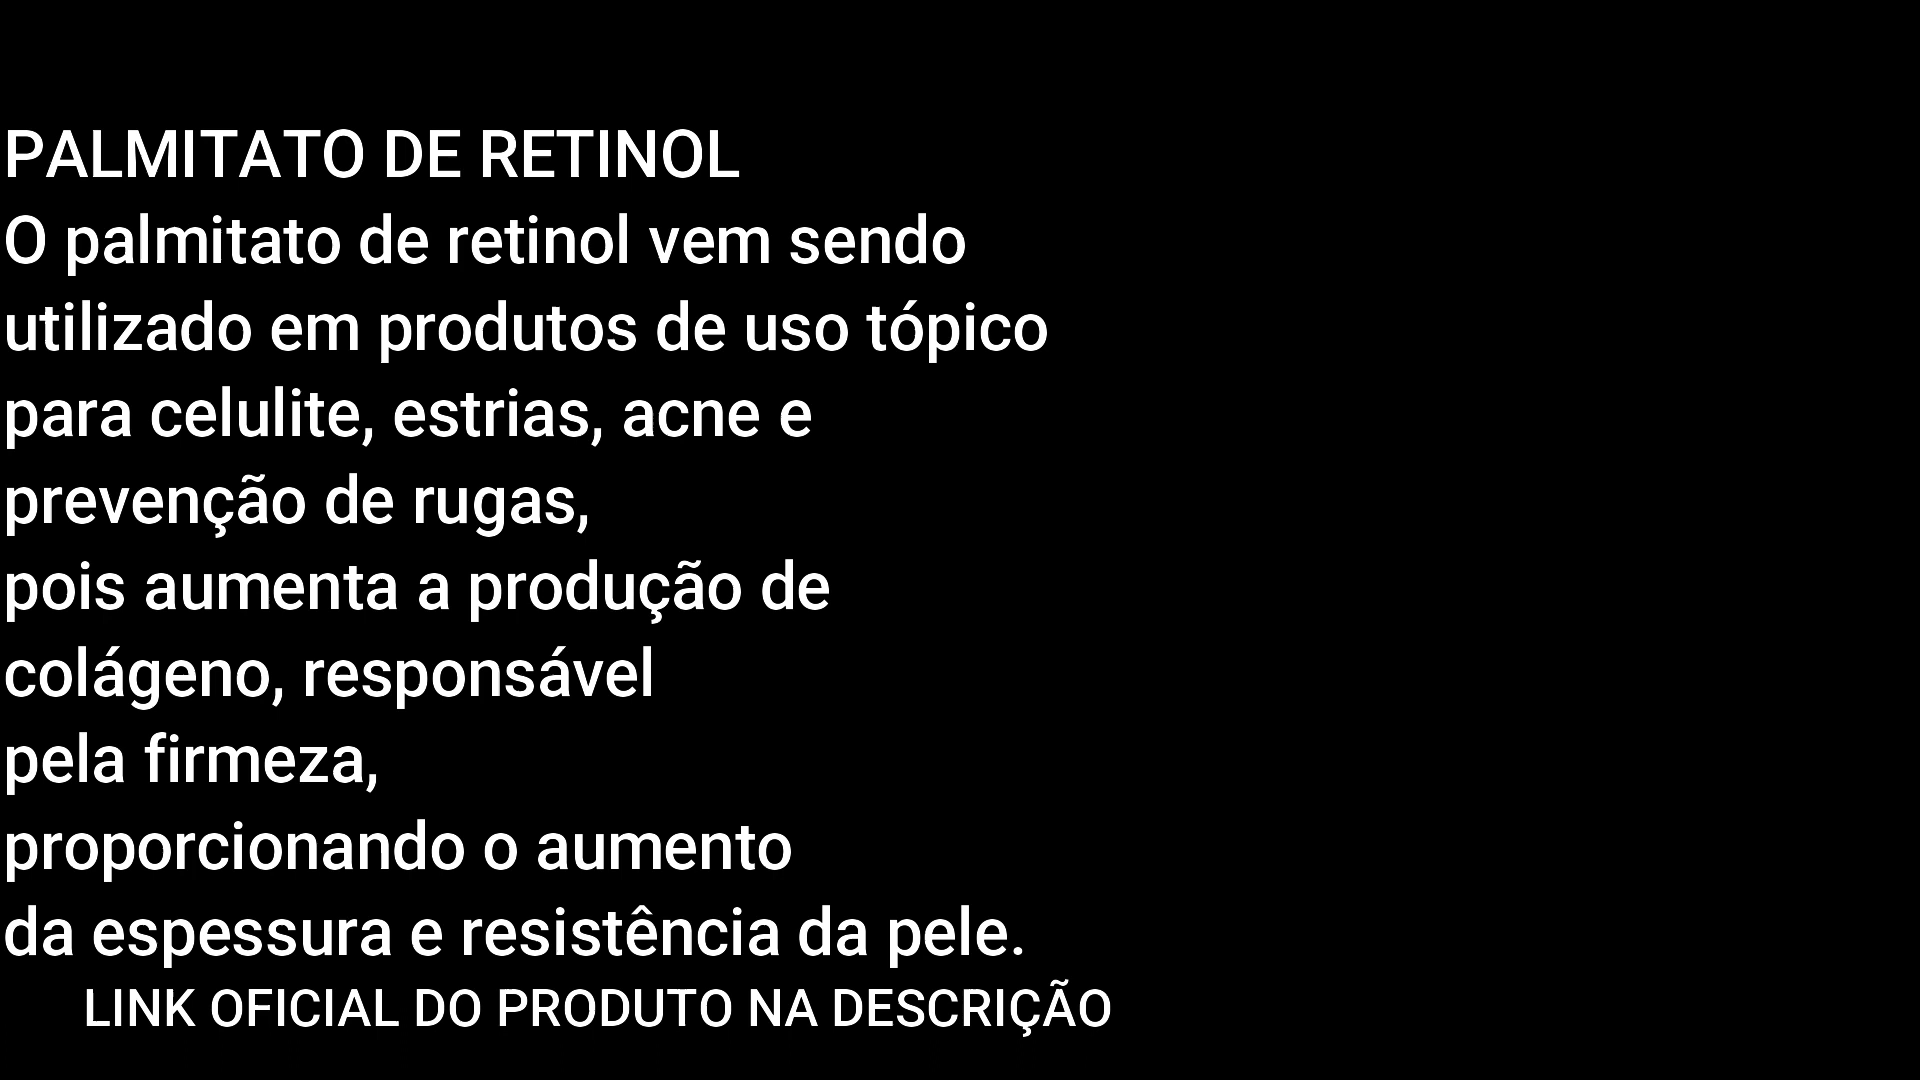 PALMITATO DE RETINOL
O palmitato de retinol vem sendo
utilizado em produtos de uso tópico
para celulite, estrias, acne e
prevenção de rugas,
pois aumenta a produção de
colágeno, responsável
pela firmeza,
proporcionando o aumento
da espessura e resistência da pele.
LINK OFICIAL DO PRODUTO NA DESCRIÇÃO